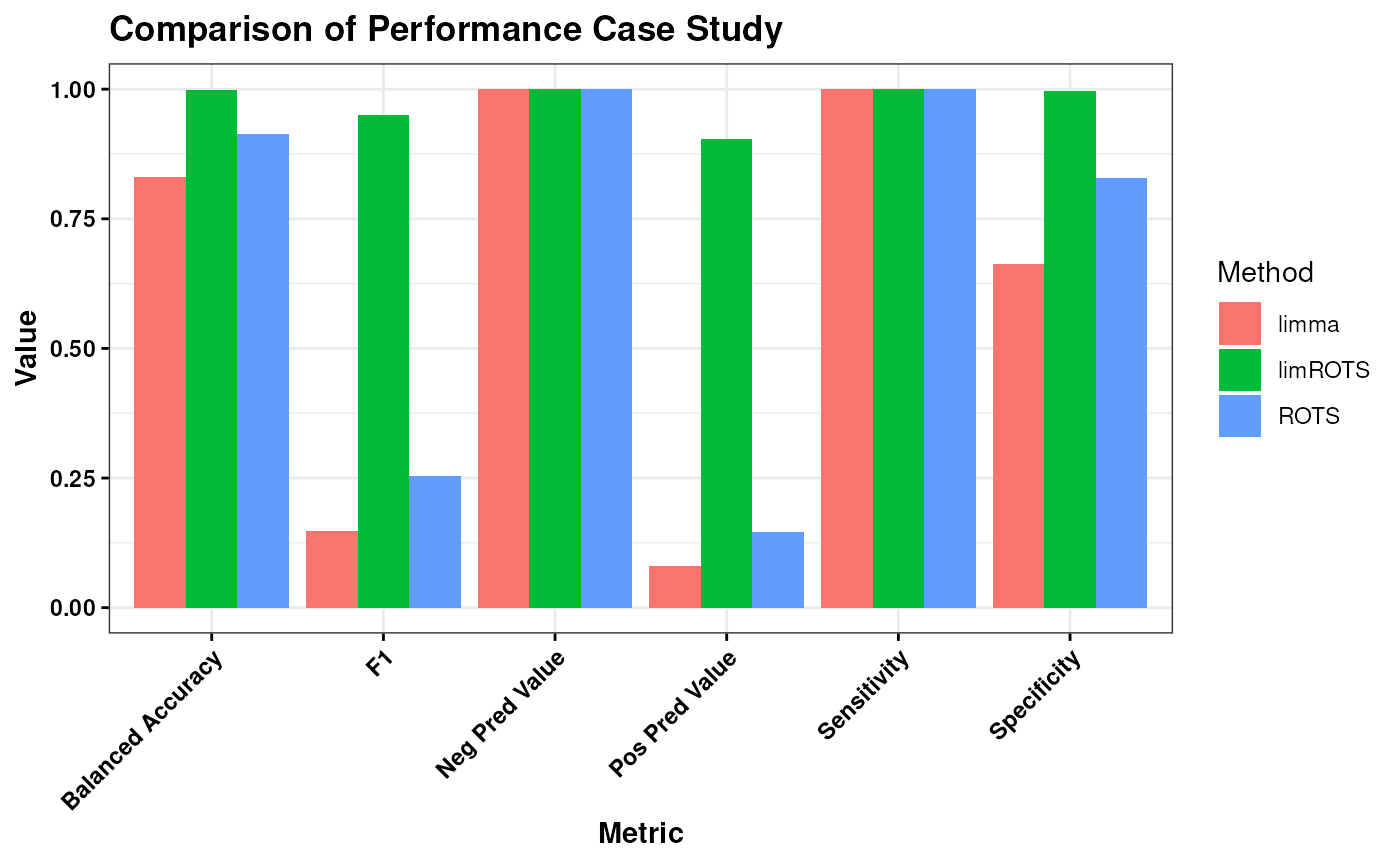 Comparison of Performance Case Study
1.00
0.75
0.50
0.25
0.00
Value
Balanced Accuracy
F1
Neg Pred Value
Pos Pred Value
Sensitivity
Specificity
Metric
Method
limma
limROTS
ROTS